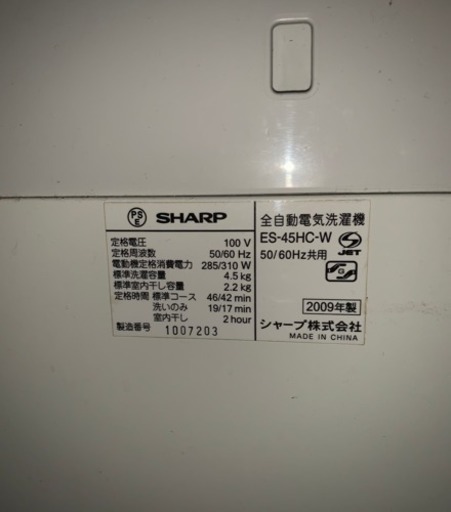 PS E SHARP
定格電圧 100 V
定格周波数 50/60 Hz
電動機定格消費電力 285/310 W
標準洗濯容量 4.5 kg
標準室内干し容量 2.2 kg
定格時間 標準コース 46/42 min
洗いのみ 19/17 min
室内干し 2 hour
製造番号 1007203
全自動電気洗濯機
ES-45HC-W
50/60Hz共用
JET
2009年製
シャープ株式会社
MADE IN CHINA